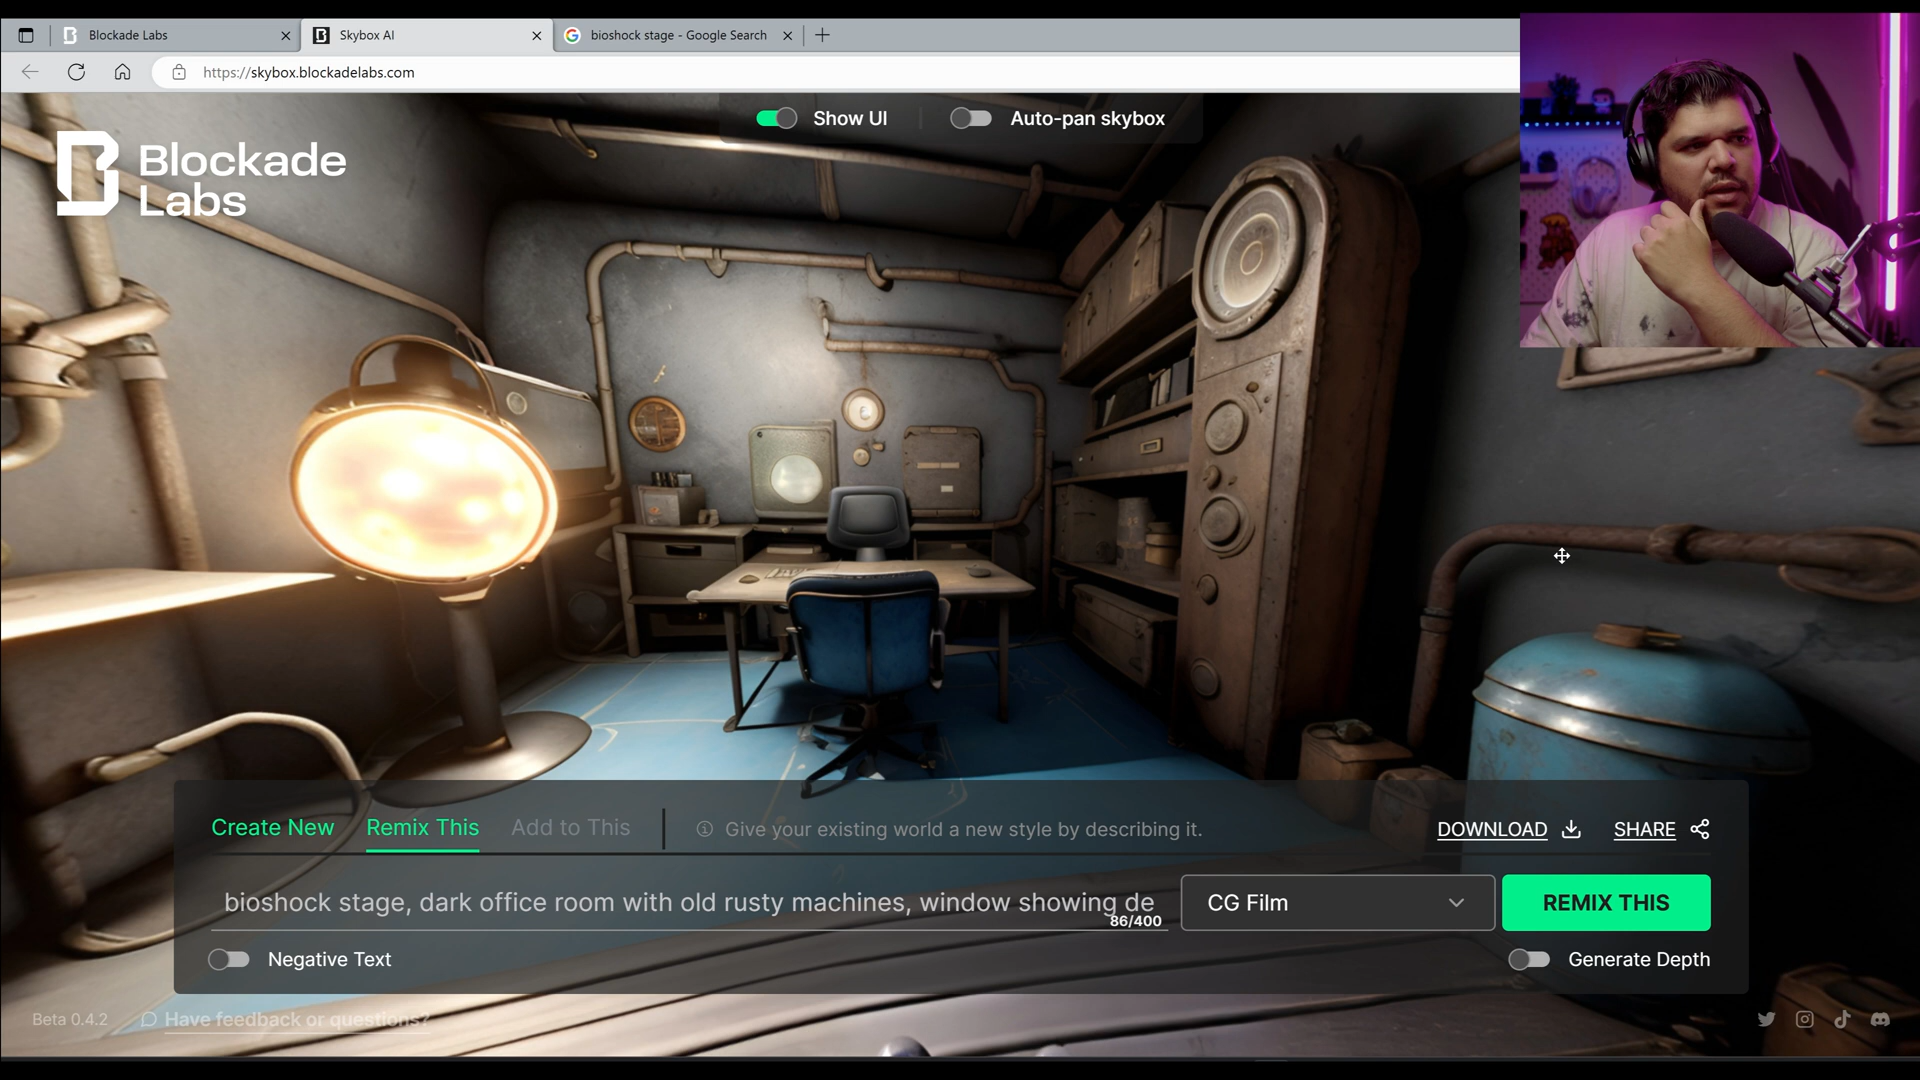 Blockade Labs
Skybox AI
bioshock stage - Google Search
https://skybox.blockadelabs.com
Show UI
Auto-pan skybox
Blockade
Labs
Create New
Remix This
Add to This
Give your existing world a new style by describing it.
DOWNLOAD
SHARE
bioshock stage, dark office room with old rusty machines, window showing de
86/400
CG Film
REMIX THIS
Negative Text
Generate Depth
Beta 0.4.2
Have feedback or questions?